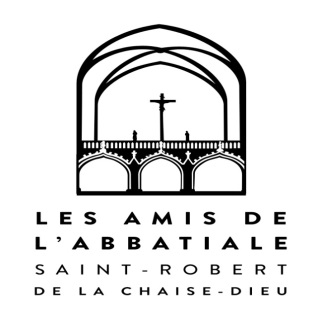 LES AMIS DE
L'ABBATIALE
SAINT-ROBERT
DE LA CHAISE-DIEU